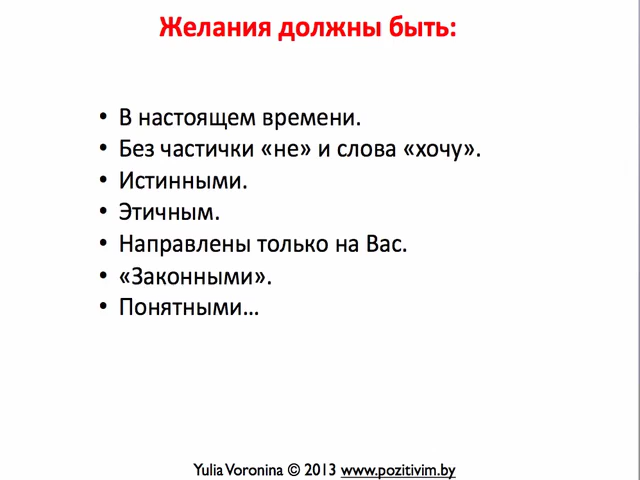 Желания должны быть:
• В настоящем времени.
• Без частички «не» и слова «хочу».
• Истинными.
• Этичным.
• Направлены только на Вас.
• «Законными».
• Понятными...
Yulia Voronina © 2013 www.pozitivim.by